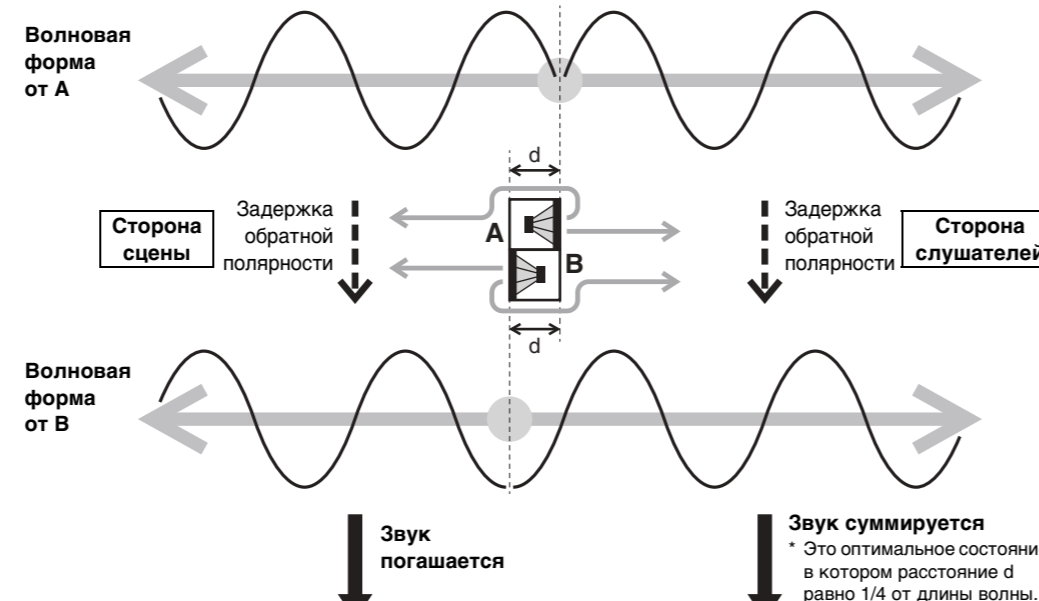 Волновая
форма
от A
d
Сторона
сцены
Задержка
обратной
полярности
A
B
Задержка
обратной
полярности
Сторона
слушателей
d
Волновая
форма
от B
Звук
погашается
Звук суммируется
* Это оптимальное состояни
в котором расстояние d
равно 1/4 от длины волны.